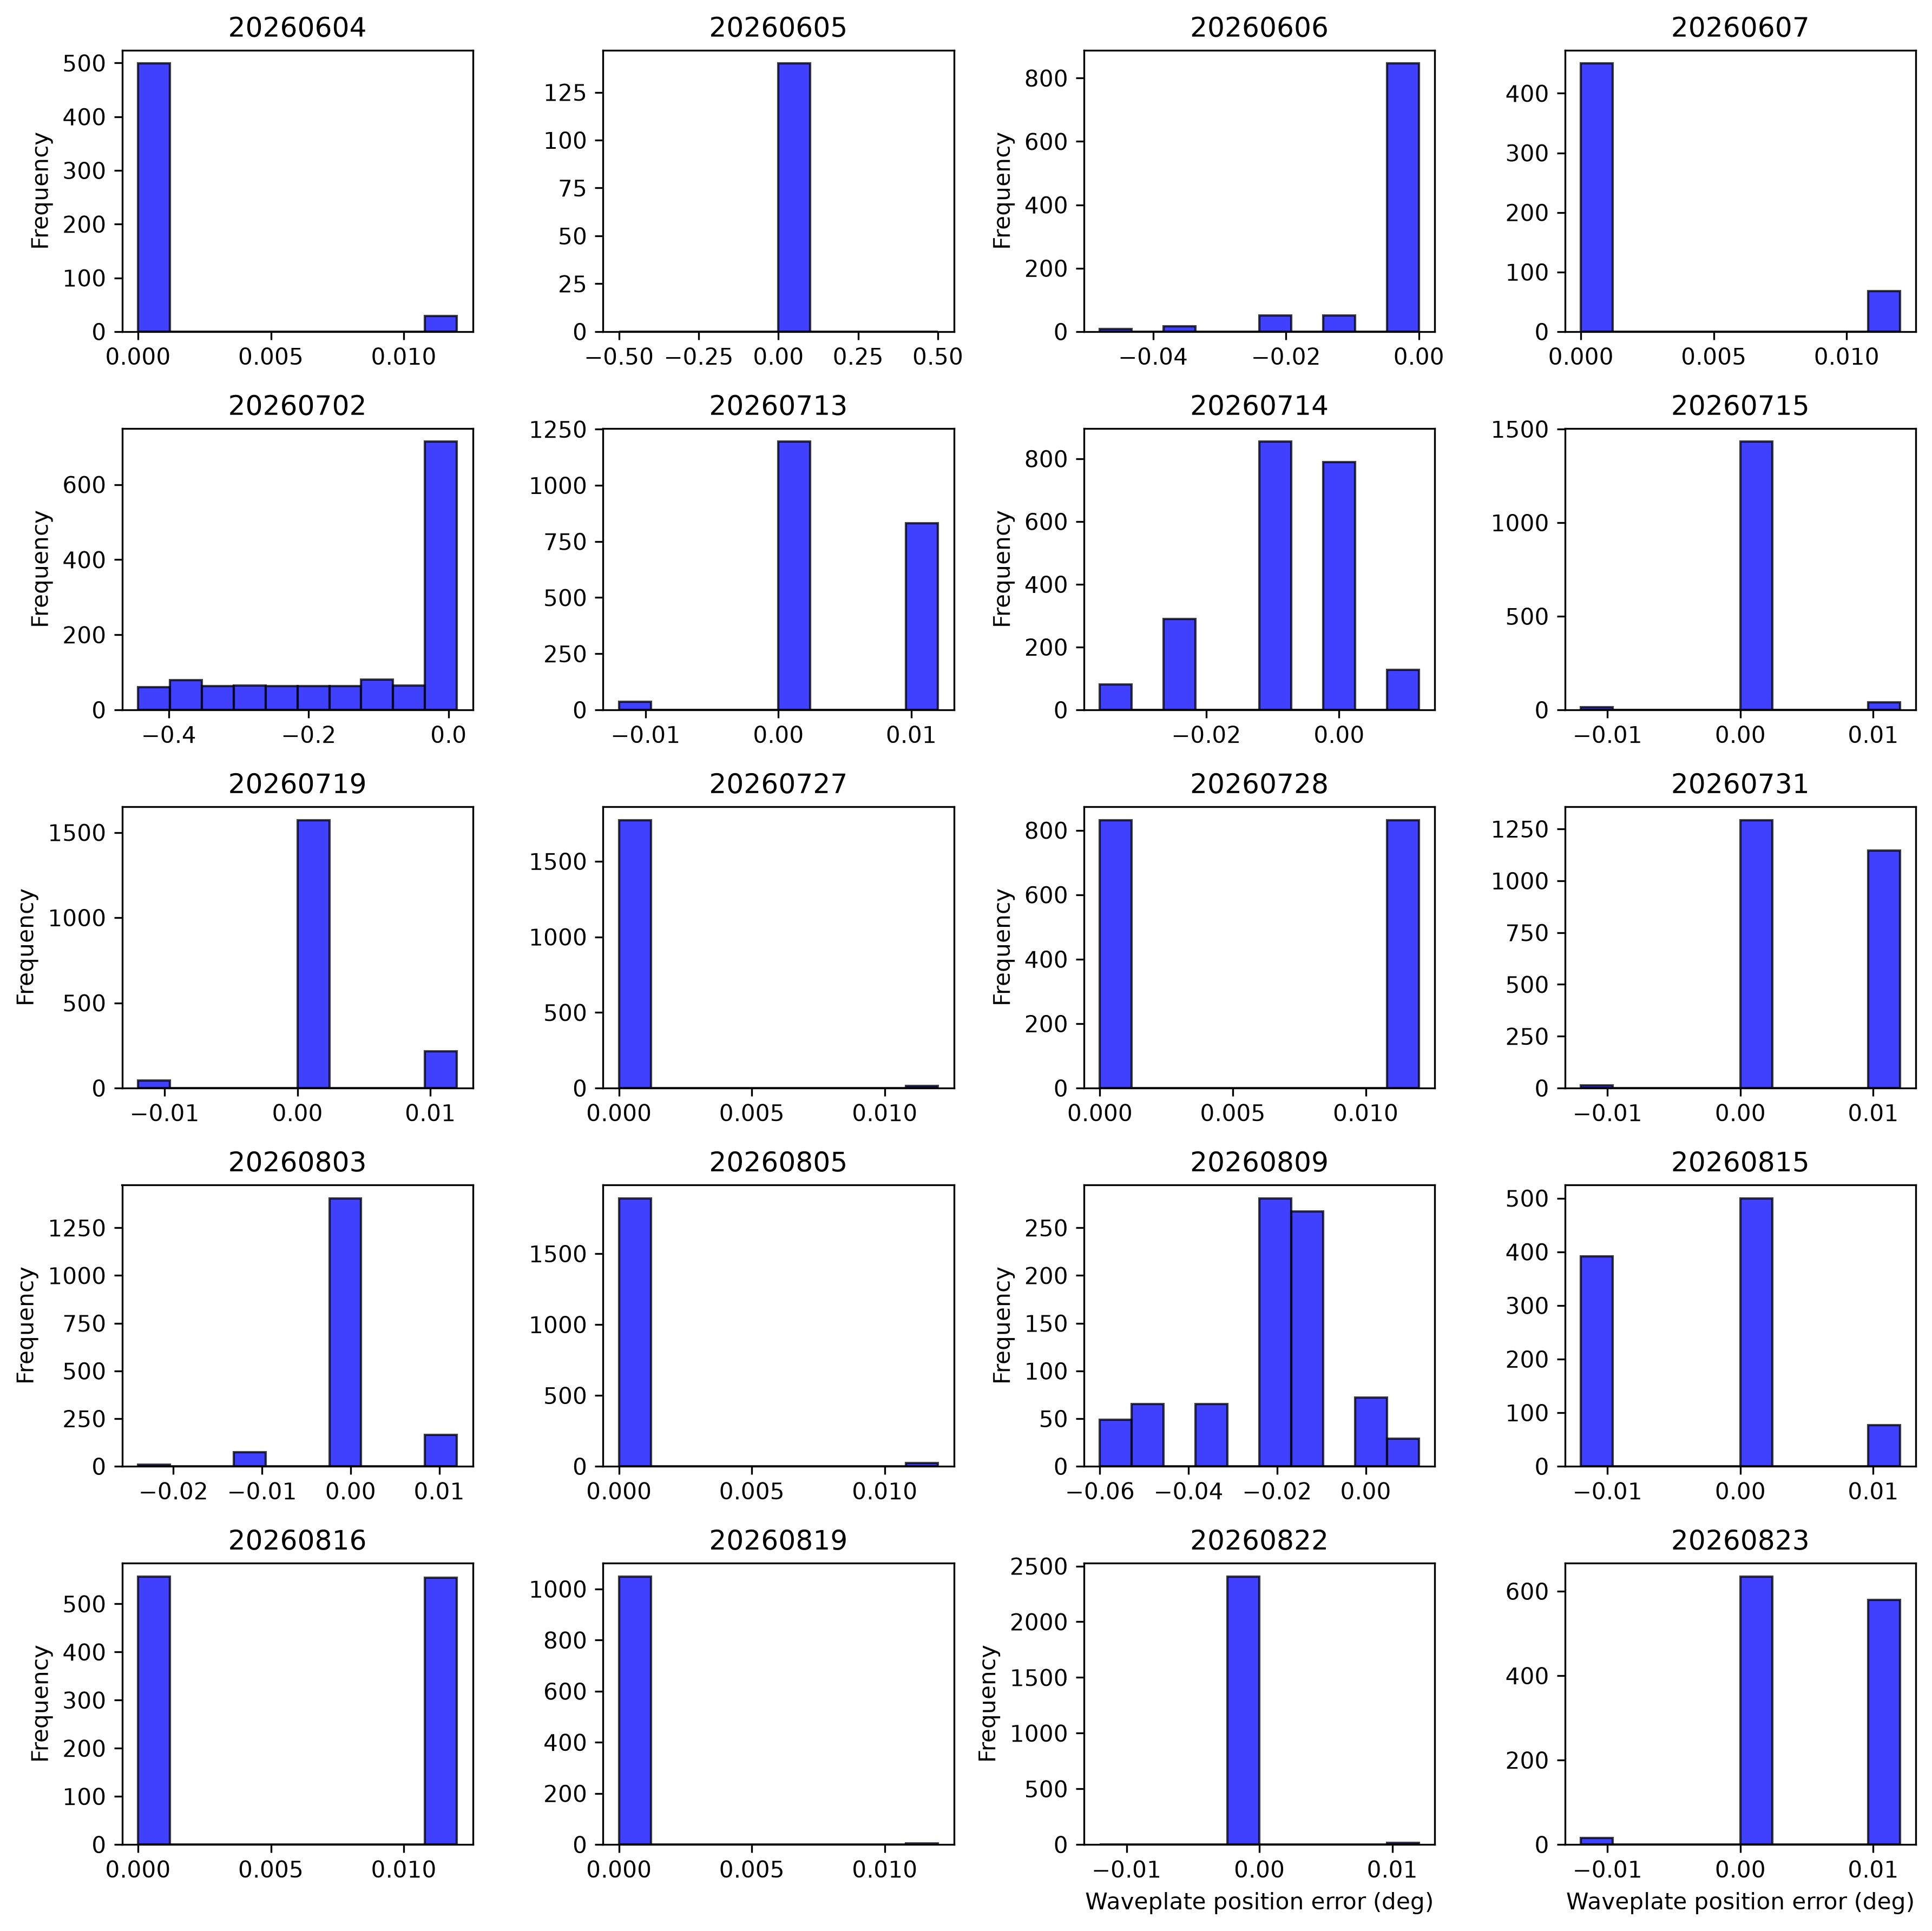 20260604 20260605 20260606 20260607
Frequency
500
400
300
200
100
0
0.000 0.005 0.010
125
100
75
50
25
0
−0.50 −0.25 0.00 0.25 0.50
Frequency
800
600
400
200
0
−0.04 −0.02 0.00
400
300
200
100
0
0.000 0.005 0.010
20260702 20260713 20260714 20260715
Frequency
600
400
200
0
−0.4 −0.2 0.0
1250
1000
750
500
250
0
−0.01 0.00 0.01
Frequency
800
600
400
200
0
−0.02 0.00
1500
1000
500
0
−0.01 0.00 0.01
20260719 20260727 20260728 20260731
Frequency
1500
1000
500
0
−0.01 0.00 0.01
1500
1000
500
0
0.000 0.005 0.010
Frequency
800
600
400
200
0
0.000 0.005 0.010
1250
1000
750
500
250
0
−0.01 0.00 0.01
20260803 20260805 20260809 20260815
Frequency
1250
1000
750
500
250
0
−0.02 −0.01 0.00 0.01
1500
1000
500
0
0.000 0.005 0.010
Frequency
250
200
150
100
50
0
−0.06 −0.04 −0.02 0.00
500
400
300
200
100
0
−0.01 0.00 0.01
20260816 20260819 20260822 20260823
Frequency
500
400
300
200
100
0
0.000 0.005 0.010
1000
800
600
400
200
0
0.000 0.005 0.010
Frequency
2500
2000
1500
1000
500
0
−0.01 0.00 0.01
Waveplate position error (deg)
600
400
200
0
−0.01 0.00 0.01
Waveplate position error (deg)